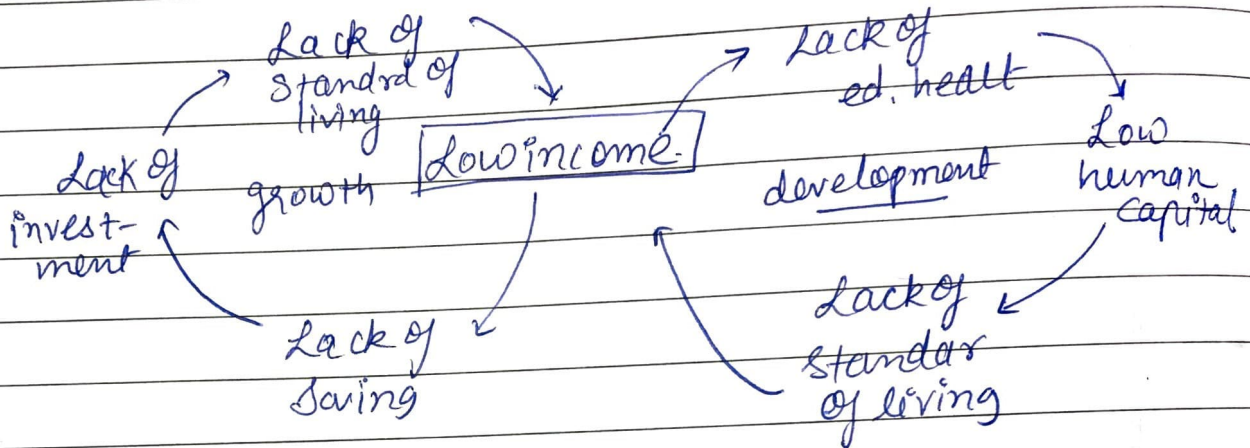 Lack of
standrd of
living
Low income.
growth
Lack of
invest-
ment
Lack of
Saving
Lack of
ed. healt
Low
human
capital
development
Lack of
standar
of living